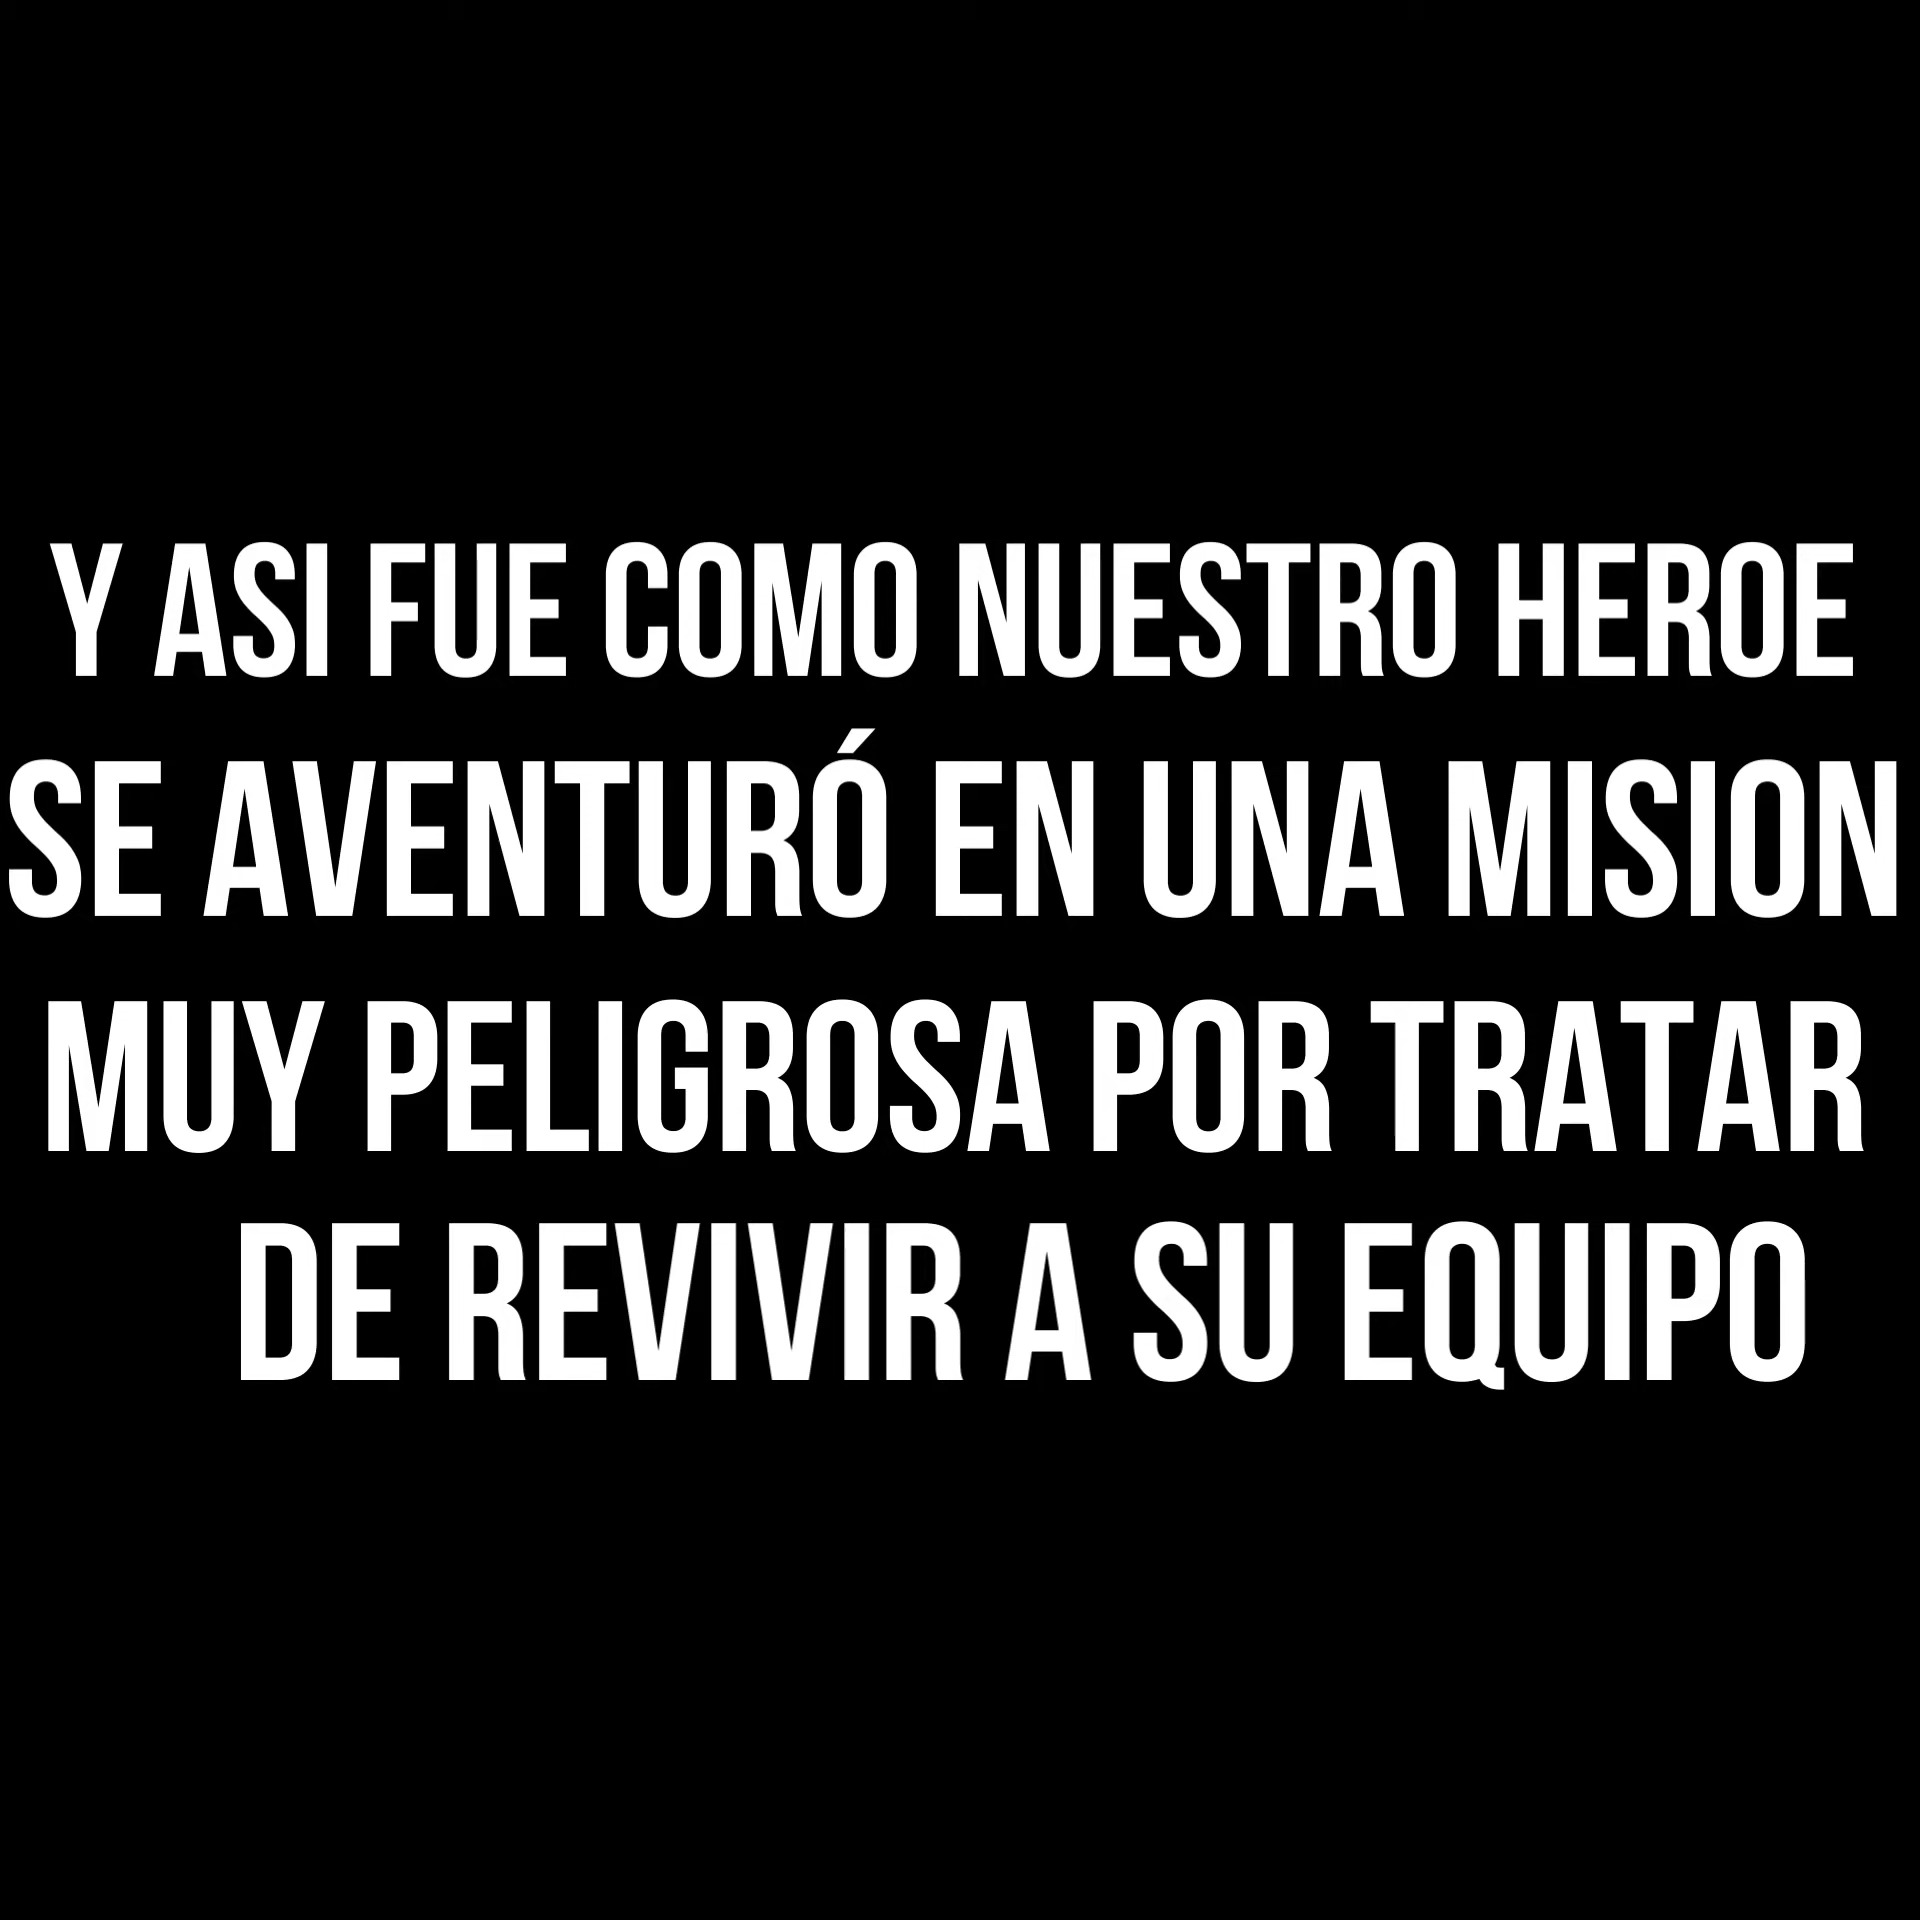 Y ASI FUE COMO NUESTRO HEROE
SE AVENTURÓ EN UNA MISION
MUY PELIGROSA POR TRATAR
DE REVIVIR A SU EQUIPO